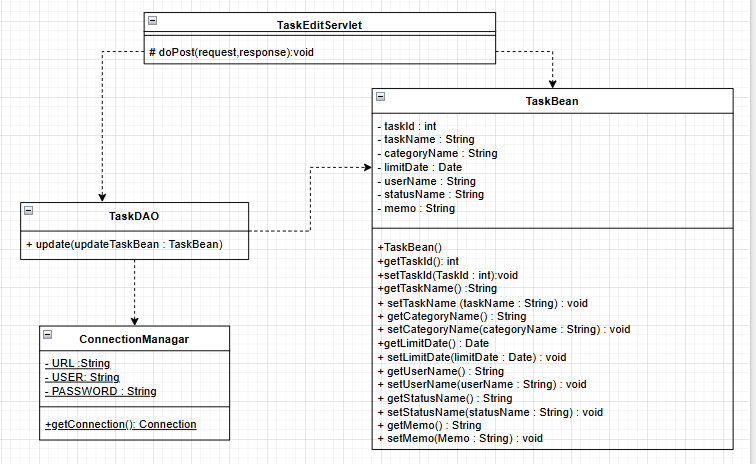 TaskEditServlet
# doPost(request,response):void
TaskBean
- taskId : int
- taskName : String
- categoryName : String
- limitDate : Date
- userName : String
- statusName : String
- memo : String
+TaskBean()
+getTaskId(): int
+setTaskId(TaskId : int):void
+getTaskName() :String
+ setTaskName (taskName : String) : void
+ getCategoryName() : String
+ setCategoryName(categoryName : String) : void
+getLimitDate() : Date
+ setLimitDate(limitDate : Date) : void
+ getUserName() : String
+ setUserName(userName : String) : void
+ getStatusName() : String
+ setStatusName(statusName : String) : void
+ getMemo() : String
+ setMemo(Memo : String) : void
TaskDAO
+ update(updateTaskBean : TaskBean)
ConnectionManagar
- URL :String
- USER: String
- PASSWORD : String
+getConnection(): Connection